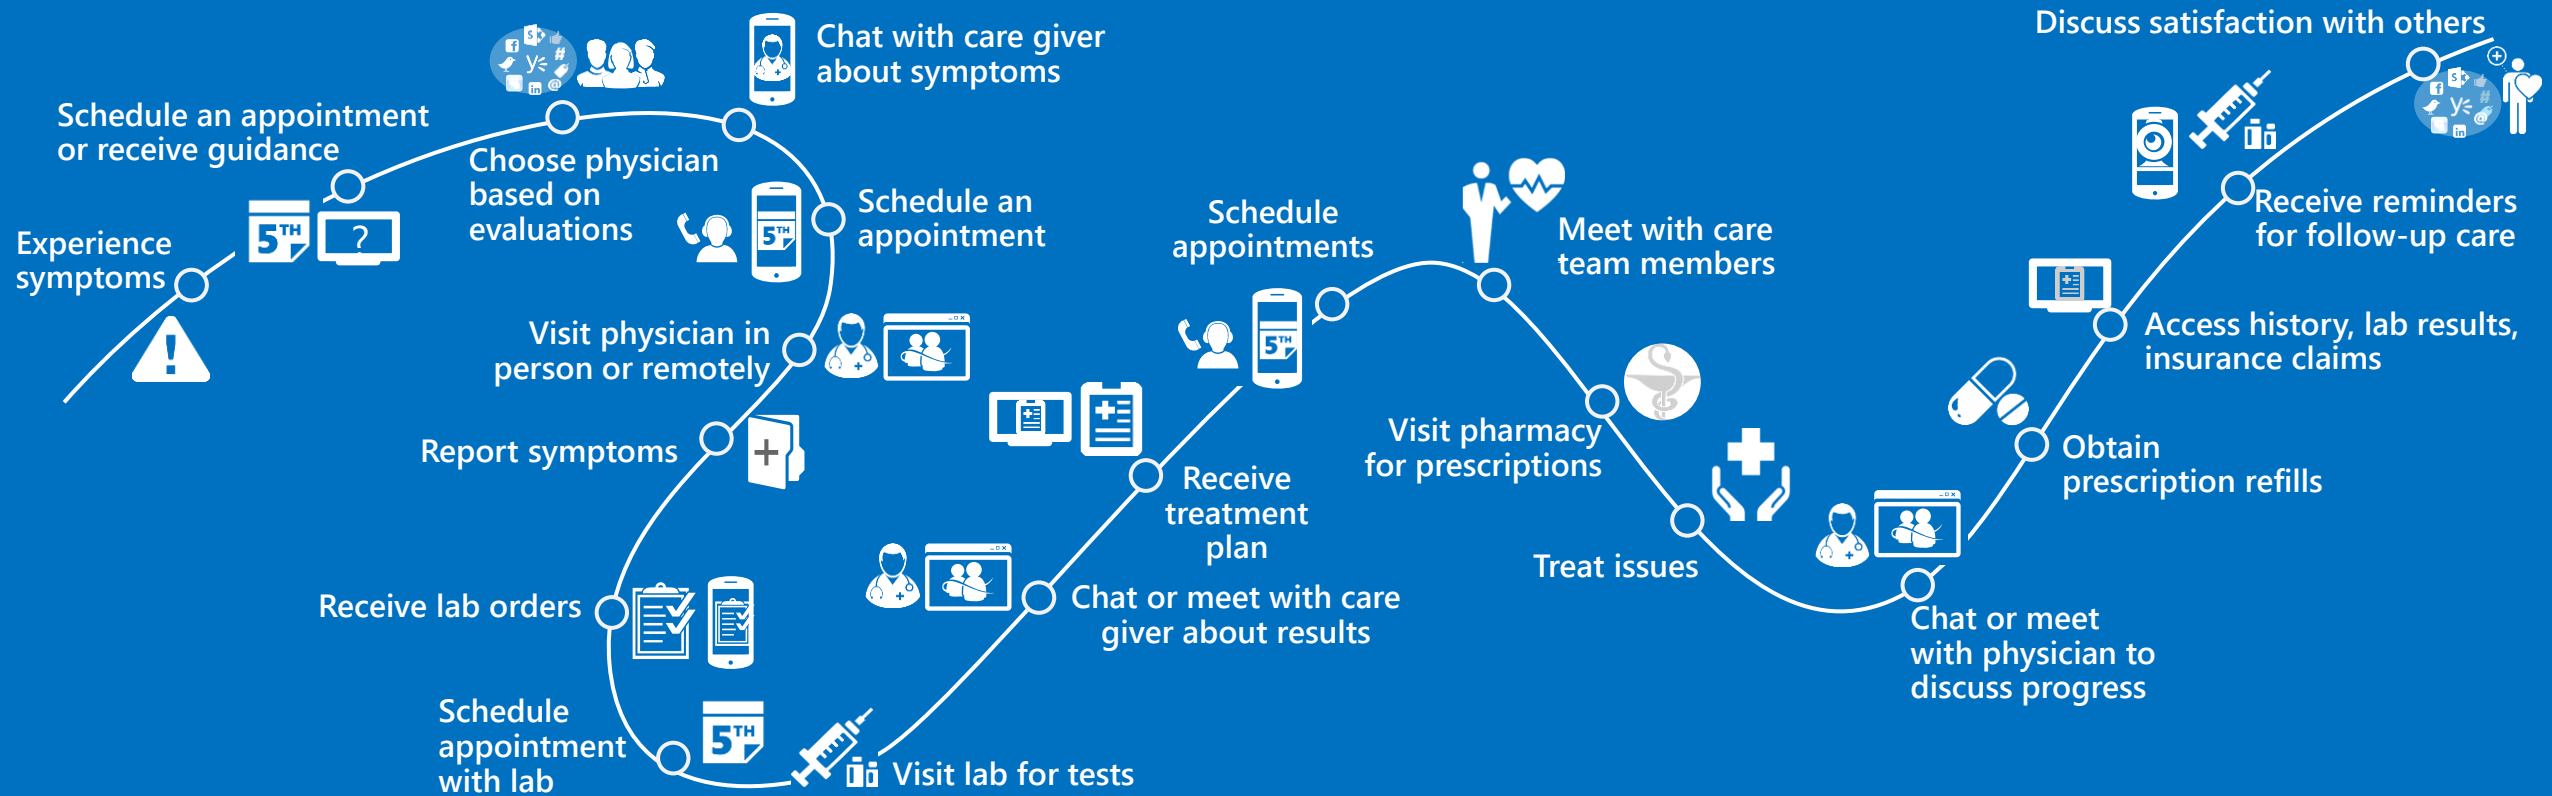 Experience
symptoms
Schedule an appointment
or receive guidance
5TH
?
Choose physician
based on
evaluations
Chat with care giver
about symptoms
Schedule an
appointment
5TH
Visit physician in
person or remotely
Report symptoms
Receive lab orders
Schedule
appointment
with lab
5TH
Visit lab for tests
Chat or meet with care
giver about results
Receive
treatment
plan
Schedule
appointments
5TH
Meet with care
team members
Visit pharmacy
for prescriptions
Treat issues
Chat or meet
with physician to
discuss progress
Obtain
prescription refills
Access history, lab results,
insurance claims
Receive reminders
for follow-up care
Discuss satisfaction with others